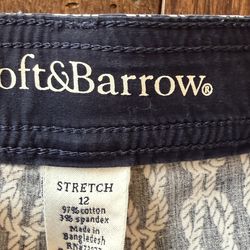 oft&Barrow®
STRETCH
12
97% cotton
3% spandex
Made in
Bangladesh